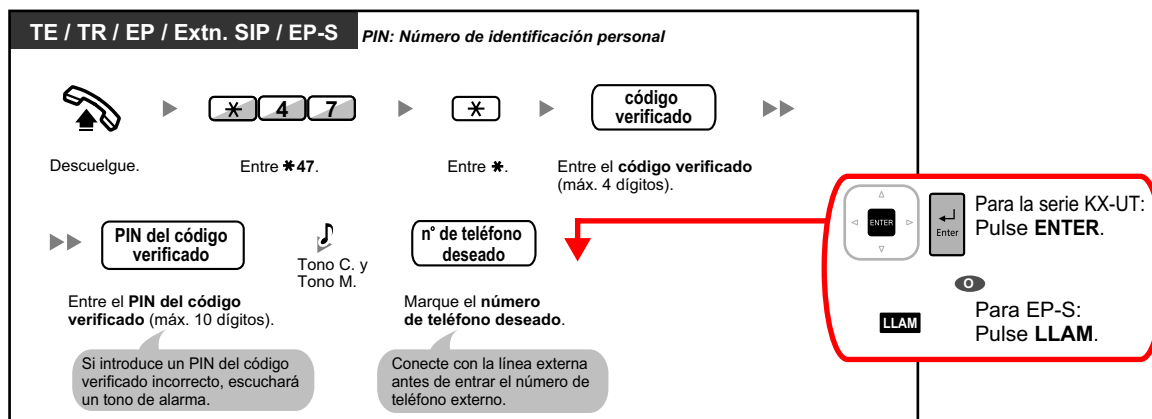 TE / TR / EP / Extn. SIP / EP-S
PIN: Número de identificación personal
* 4 7
*
código
verificado
Descuelgue.
Entre *47.
Entre *.
Entre el código verificado
(máx. 4 dígitos).
PIN del código
verificado
Tono C. y
Tono M.
n° de teléfono
deseado
Entre el PIN del código
verificado (máx. 10 dígitos).
Marque el número
de teléfono deseado.
Si introduce un PIN del código
verificado incorrecto, escuchará
un tono de alarma.
Conecte con la línea externa
antes de entrar el número de
teléfono externo.
ENTER
Enter
Para la serie KX-UT:
Pulse ENTER.
O
LLAM
Para EP-S:
Pulse LLAM.